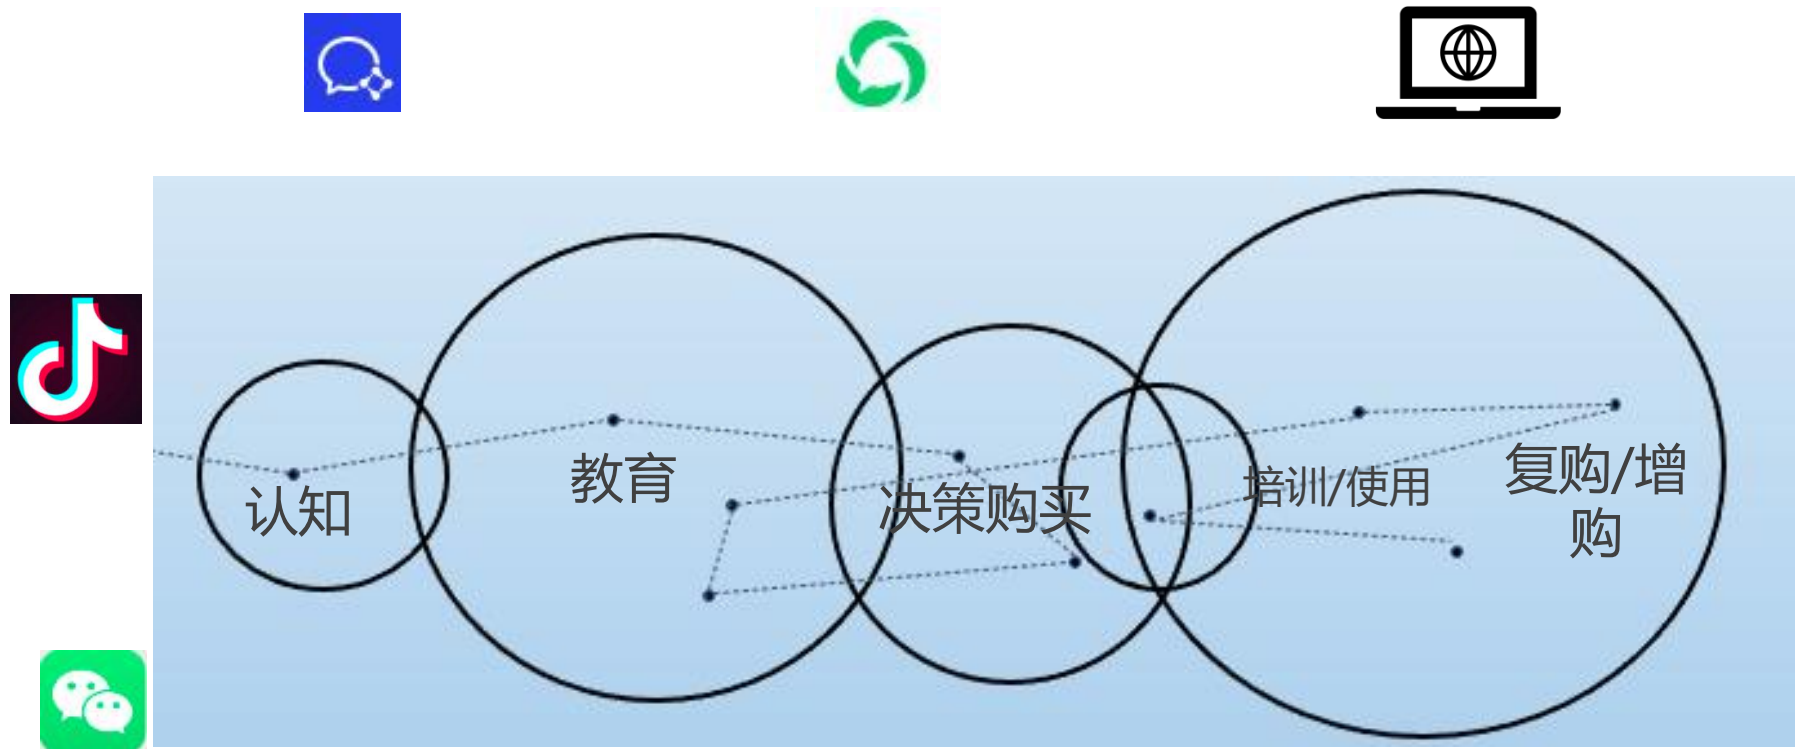 认知
教育
决策购买
培训/使用
复购/增
购